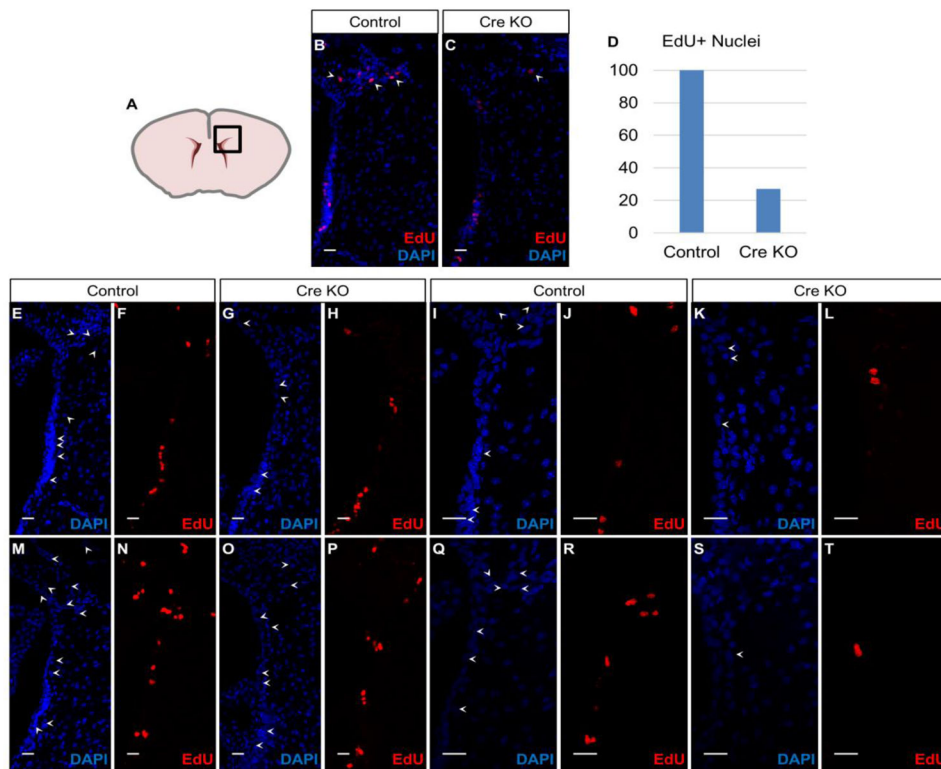 Control
Cre KO
A
B
C
EdU
DAPI
EdU
DAPI
D
EdU+ Nuclei
100
80
60
40
20
0
Control
Cre KO
Control
Cre KO
Control
Cre KO
E
F
G
H
I
J
K
L
DAPI
EdU
DAPI
EdU
DAPI
EdU
DAPI
EdU
M
N
O
P
Q
R
S
T
DAPI
EdU
DAPI
EdU
DAPI
EdU
DAPI
EdU